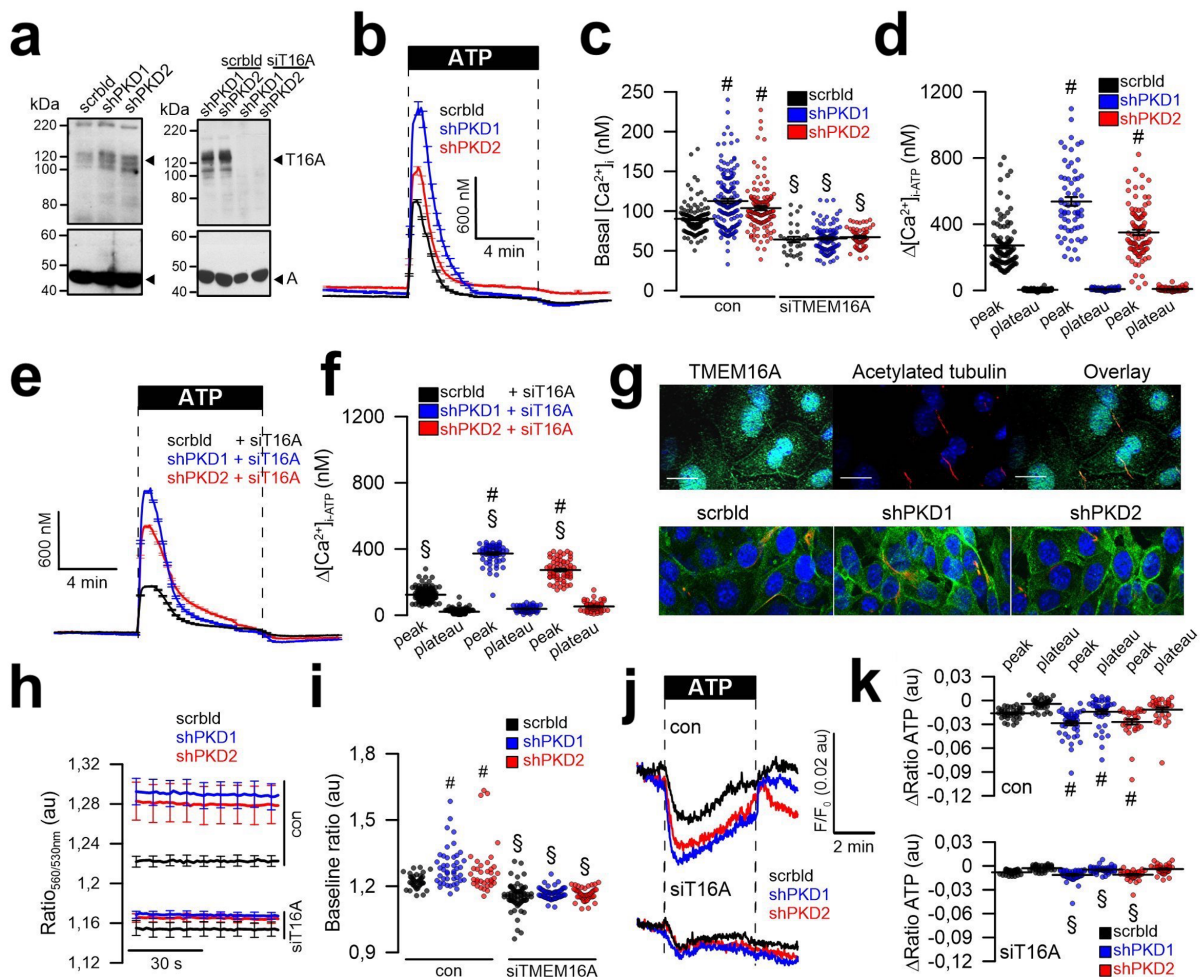 a
scrbld
shPKD1
shPKD2
kDa
220
120
100
80
60
50
40
scrbld siT16A
shPKD1
shPKD2
shPKD1
shPKD2
kDa
220
120
100
80
60
50
40
T16A
A
b
ATP
scrbld
shPKD1
shPKD2
600 nM
4 min
c
scrbld
shPKD1
shPKD2
Basal [Ca²⁺]i (nM)
250
200
150
100
50
0
# #
§ § §
con siTMEM16A
d
scrbld
shPKD1
shPKD2
Δ[Ca²⁺]i-ATP (nM)
1200
800
400
0
# #
peak plateau peak plateau peak plateau
e
ATP
scrbld + siT16A
shPKD1 + siT16A
shPKD2 + siT16A
600 nM
4 min
f
scrbld + siT16A
shPKD1 + siT16A
shPKD2 + siT16A
Δ[Ca²⁺]i-ATP (nM)
1200
800
400
0
# #
§ § §
peak plateau peak plateau peak plateau
g
TMEM16A Acetylated tubulin Overlay
scrbld shPKD1 shPKD2
h
scrbld
shPKD1
shPKD2
Ratio560/530nm (au)
1,32
1,28
1,24
1,2
1,16
1,12
con
siT16A
30 s
i
scrbld
shPKD1
shPKD2
Baseline ratio (au)
1,8
1,5
1,2
0,9
# #
§ § §
con siTMEM16A
j
ATP
con
F/F₀ (0.02 au)
2 min
siT16A
scrbld
shPKD1
shPKD2
k
peak plateau peak plateau peak plateau
ΔRatio ATP (au)
0,03
0
-0,03
-0,06
-0,09
-0,12
con
# # #
ΔRatio ATP (au)
0,03
0
-0,03
-0,06
-0,09
-0,12
siT16A
§ § §
scrbld
shPKD1
shPKD2